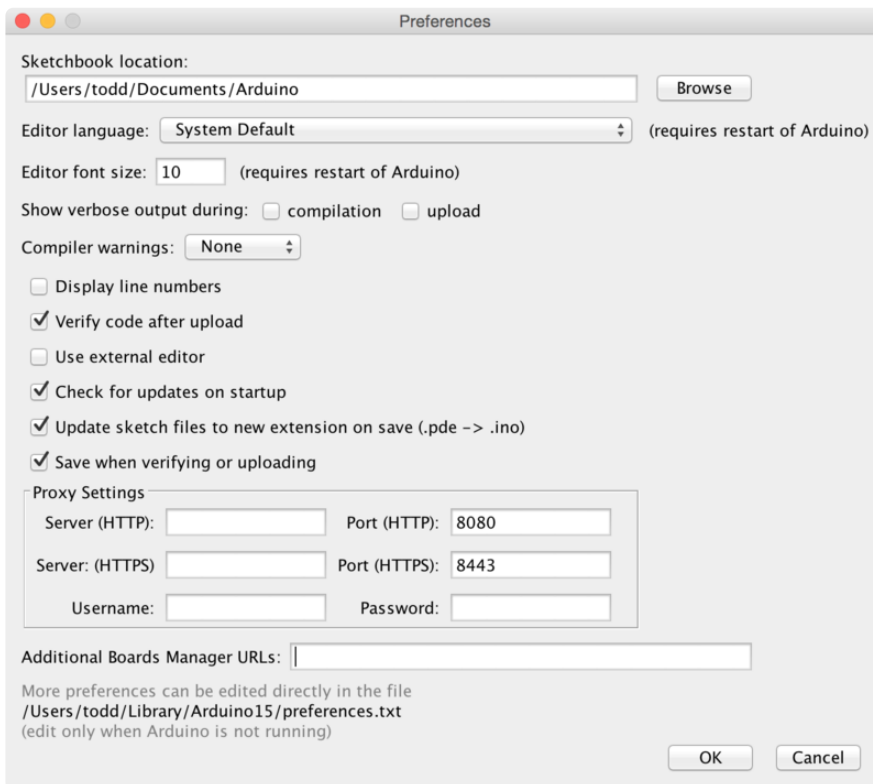 Preferences
Sketchbook location:
/Users/todd/Documents/Arduino Browse
Editor language: System Default (requires restart of Arduino)
Editor font size: 10 (requires restart of Arduino)
Show verbose output during: compilation upload
Compiler warnings: None
Display line numbers
Verify code after upload
Use external editor
Check for updates on startup
Update sketch files to new extension on save (.pde -> .ino)
Save when verifying or uploading
Proxy Settings
Server (HTTP): Port (HTTP): 8080
Server: (HTTPS) Port (HTTPS): 8443
Username: Password:
Additional Boards Manager URLs:
More preferences can be edited directly in the file
/Users/todd/Library/Arduino15/preferences.txt
(edit only when Arduino is not running)
OK Cancel